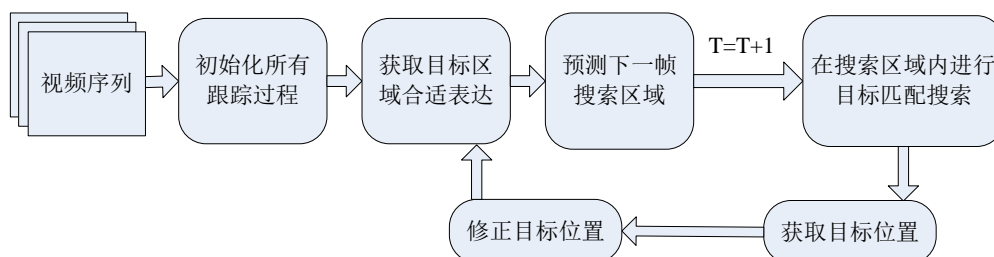 视频序列
初始化所有
跟踪过程
获取目标区
域合适表达
预测下一帧
搜索区域
T=T+1
在搜索区域内进行
目标匹配搜索
获取目标位置
修正目标位置